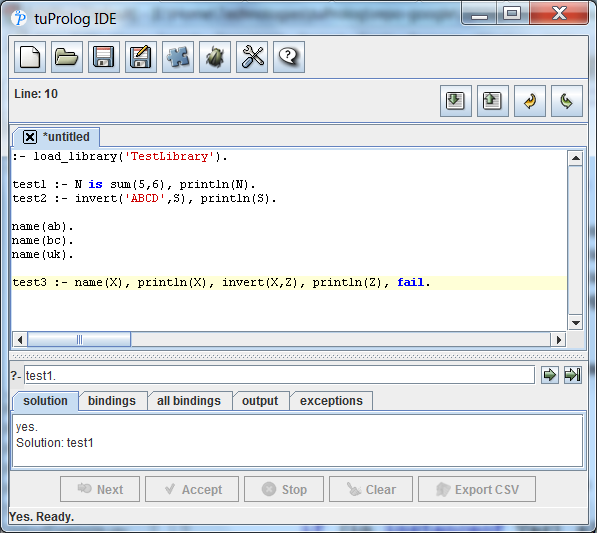 tuProlog IDE
Line: 10
*untitled
:- load_library('TestLibrary').
test1 :- N is sum(5,6), println(N).
test2 :- invert('ABCD',S), println(S).
name(ab).
name(bc).
name(uk).
test3 :- name(X), println(X), invert(X,Z), println(Z), fail.
?- test1.
solution bindings all bindings output exceptions
yes.
Solution: test1
Next Accept Stop Clear Export CSV
Yes. Ready.